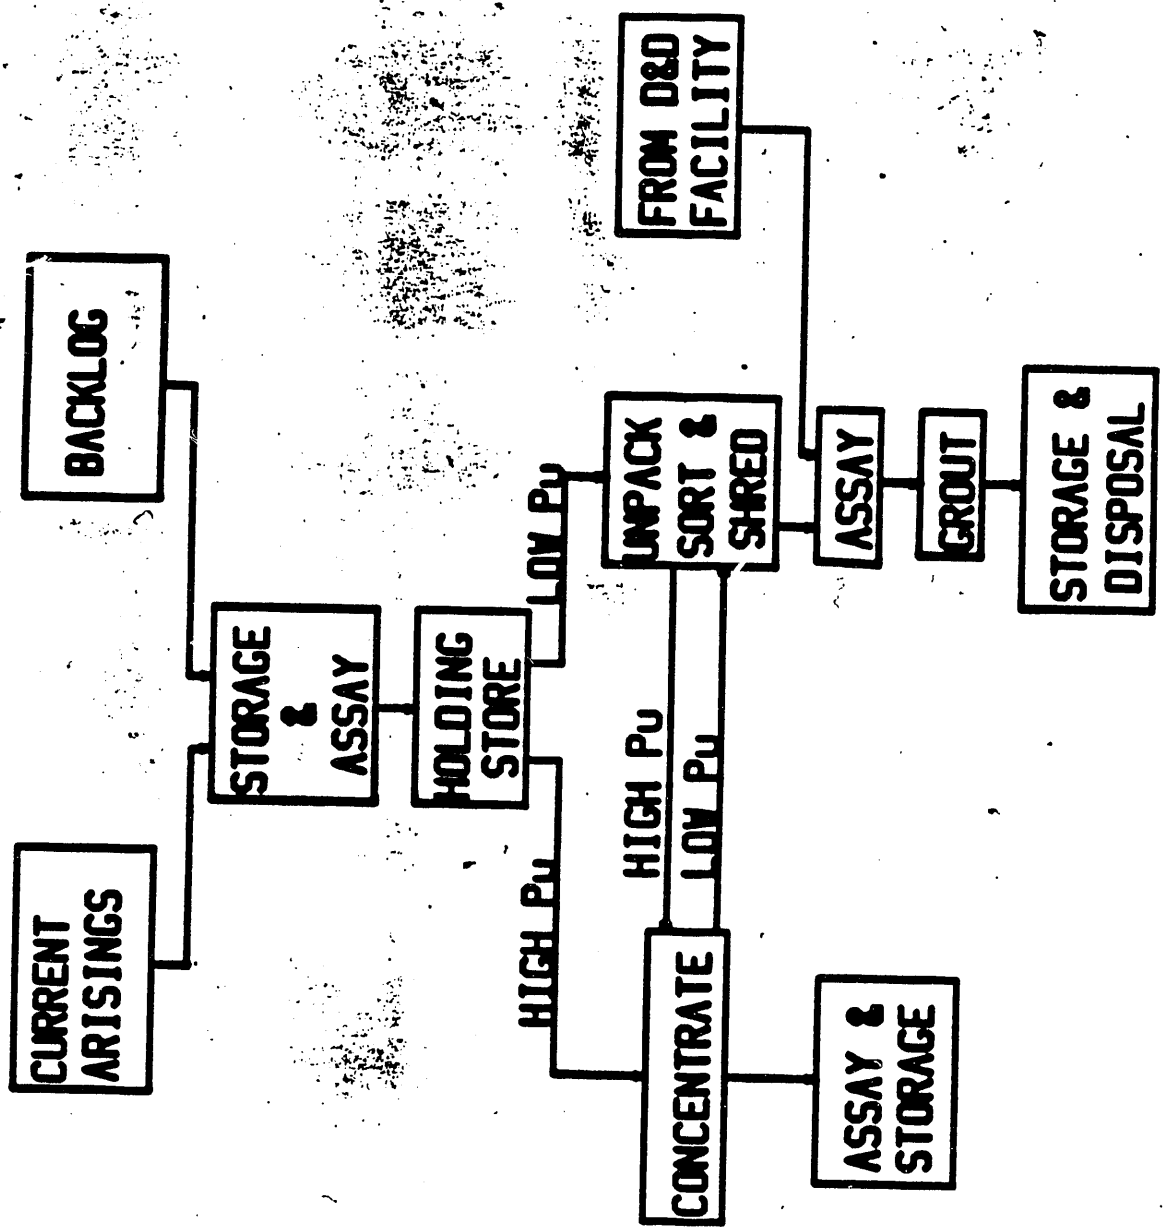 CURRENT
ARISINGS
BACKLOG
STORAGE
&
ASSAY
HOLDING
STORE
HIGH Pu
LOW Pu
FROM D&D
FACILITY
HIGH Pu
LOW Pu
CONCENTRATE
UNPACK
SORT &
SHRED
ASSAY &
STORAGE
ASSAY
GROUT
STORAGE &
DISPOSAL